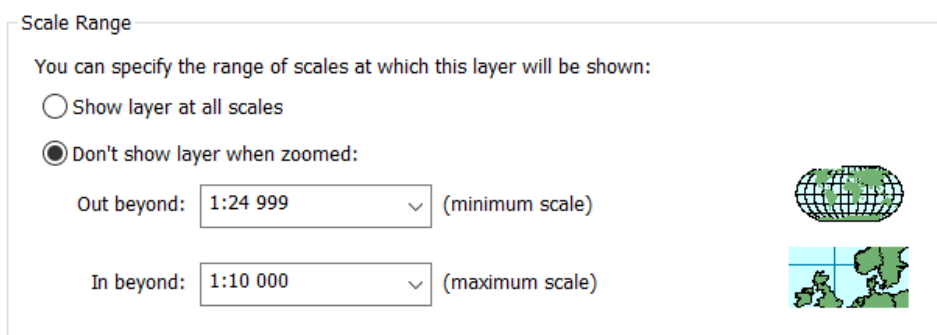 Scale Range
You can specify the range of scales at which this layer will be shown:
Show layer at all scales
Don't show layer when zoomed:
Out beyond: 1:24 999 (minimum scale)
In beyond: 1:10 000 (maximum scale)